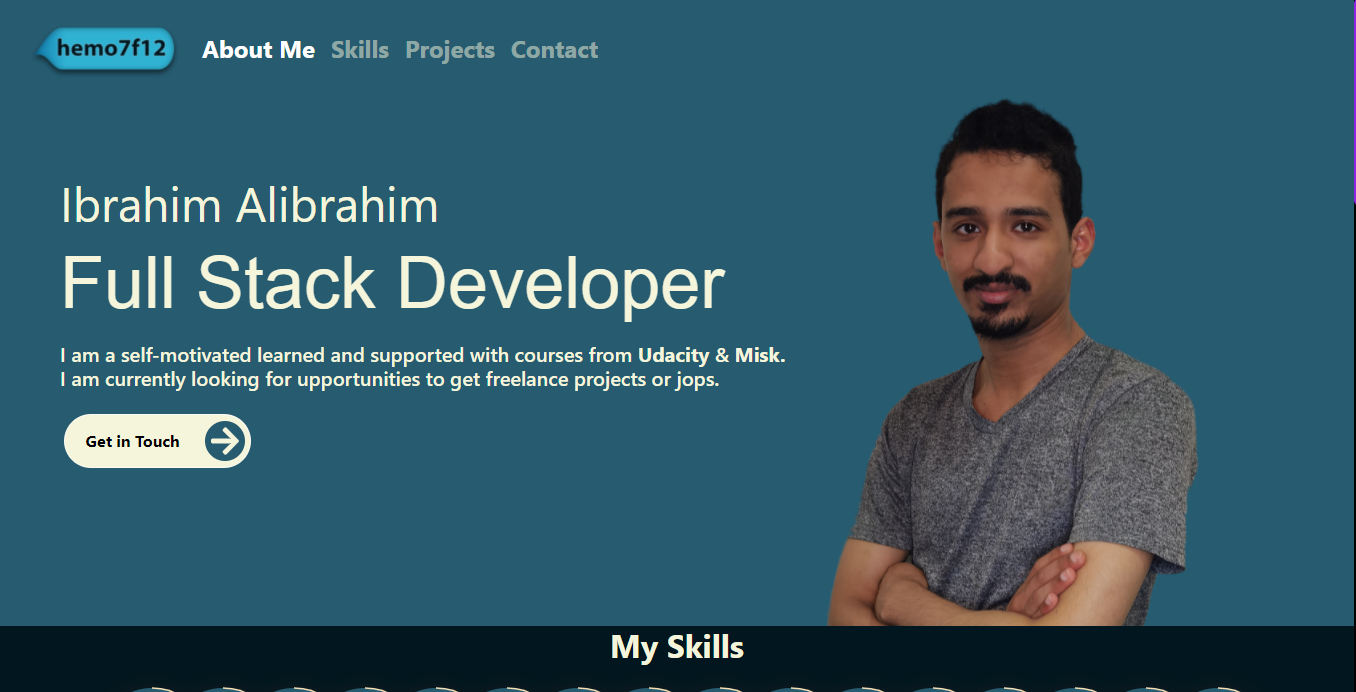 hemo7f12
About Me Skills Projects Contact
Ibrahim Alibrahim
Full Stack Developer
I am a self-motivated learned and supported with courses from Udacity & Misk.
I am currently looking for upportunities to get freelance projects or jops.
Get in Touch
My Skills